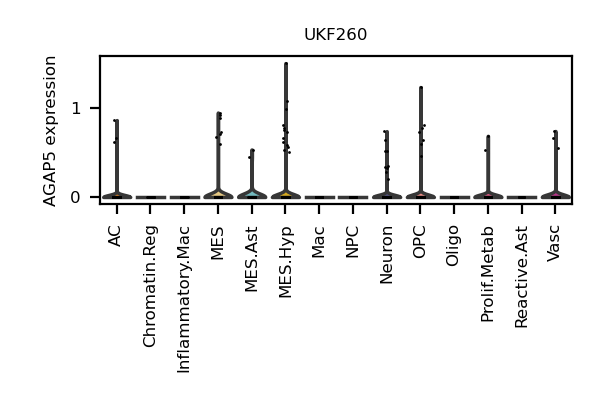 UKF260
AGAP5 expression
1
0
AC
Chromatin.Reg
Inflammatory.Mac
MES
MES.Ast
MES.Hyp
Mac
NPC
Neuron
OPC
Oligo
Prolif.Metab
Reactive.Ast
Vasc